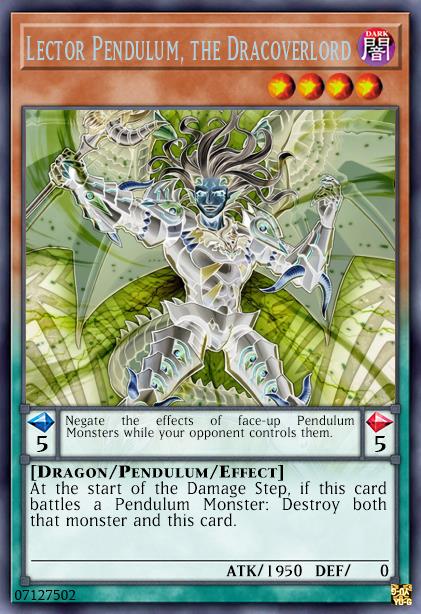 LECTOR PENDULUM, THE DRACOVERLORD
DARK
闇
Negate the effects of face-up Pendulum
Monsters while your opponent controls them.
5
5
[DRAGON/PENDULUM/EFFECT]
At the start of the Damage Step, if this card
battles a Pendulum Monster: Destroy both
that monster and this card.
ATK/1950 DEF/ 0
07127502